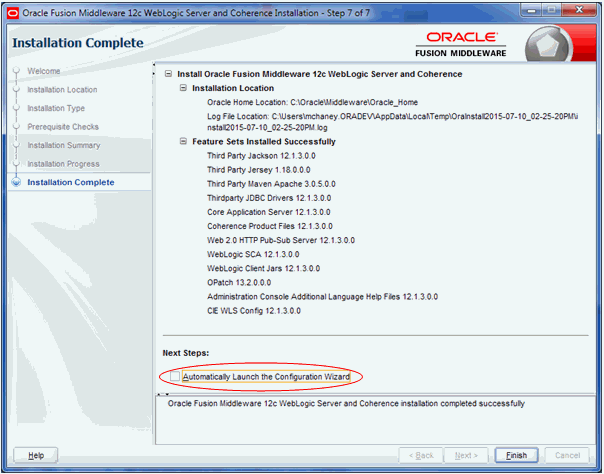 Oracle Fusion Middleware 12c WebLogic Server and Coherence Installation - Step 7 of 7
Installation Complete
ORACLE
FUSION MIDDLEWARE
Welcome
Installation Location
Installation Type
Prerequisite Checks
Installation Summary
Installation Progress
Installation Complete
Install Oracle Fusion Middleware 12c WebLogic Server and Coherence
Installation Location
Oracle Home Location: C:\Oracle\Middleware\Oracle_Home
Log File Location: C:\Users\mchaney.ORADEV\AppData\Local\Temp\OraInstall2015-07-10_02-25-20PM\i
nstall2015-07-10_02-25-20PM.log
Feature Sets Installed Successfully
Third Party Jackson 12.1.3.0.0
Third Party Jersey 1.18.0.0.0
Third Party Maven Apache 3.0.5.0.0
Thirdparty JDBC Drivers 12.1.3.0.0
Core Application Server 12.1.3.0.0
Coherence Product Files 12.1.3.0.0
Web 2.0 HTTP Pub-Sub Server 12.1.3.0.0
WebLogic SCA 12.1.3.0.0
WebLogic Client Jars 12.1.3.0.0
OPatch 13.2.0.0.0
Administration Console Additional Language Help Files 12.1.3.0.0
CIE WLS Config 12.1.3.0.0
Next Steps:
Automatically Launch the Configuration Wizard
Oracle Fusion Middleware 12c WebLogic Server and Coherence installation completed successfully
Help
< Back
Next >
Finish
Cancel